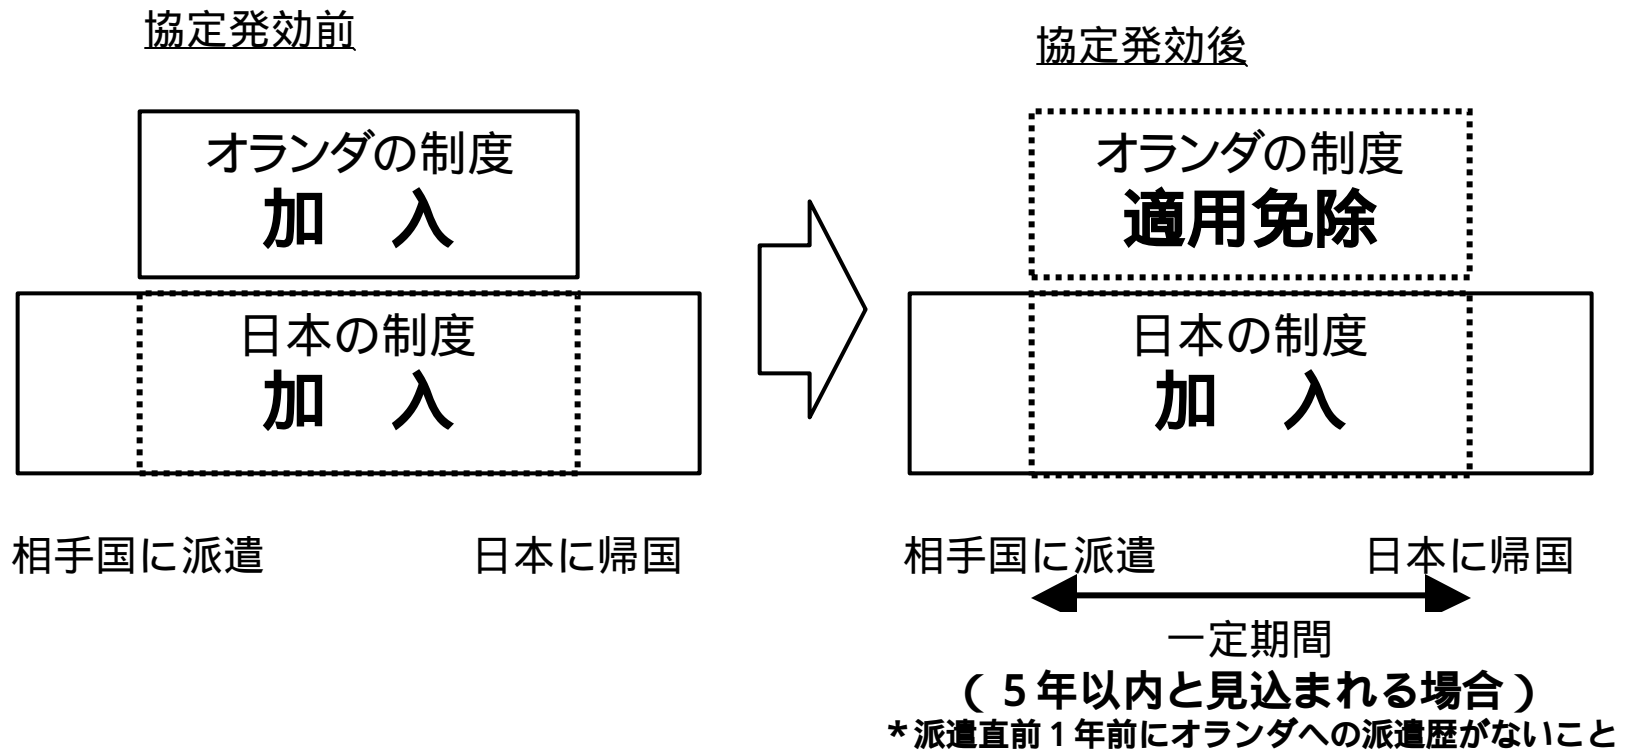 協定発効前
オランダの制度
加　入
日本の制度
加　入
相手国に派遣
日本に帰国
協定発効後
オランダの制度
適用免除
日本の制度
加　入
相手国に派遣
日本に帰国
一定期間
（５年以内と見込まれる場合）
＊派遣直前１年前にオランダへの派遣歴がないこと